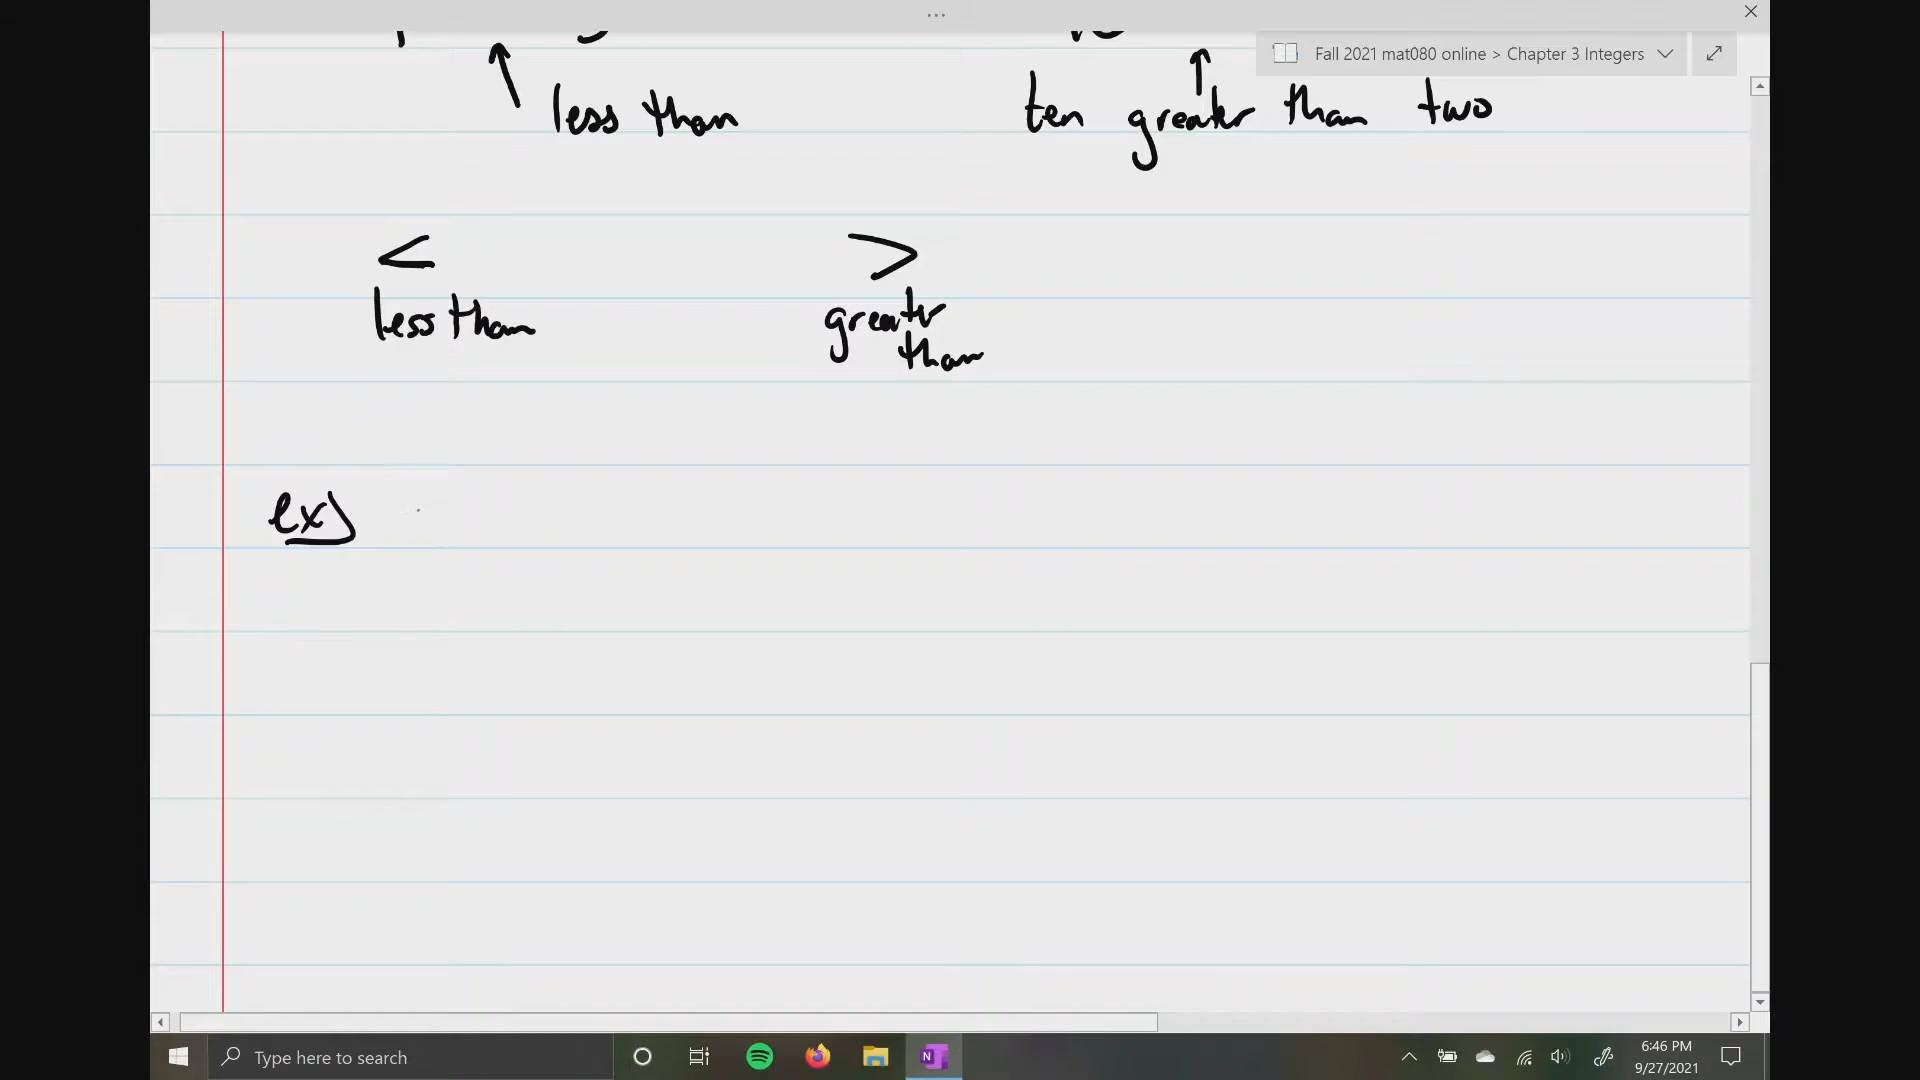 Fall 2021 mat080 online > Chapter 3 Integers
less than
ten greater than two
< >
less than
greater
than
ex)
Type here to search
6:46 PM
9/27/2021